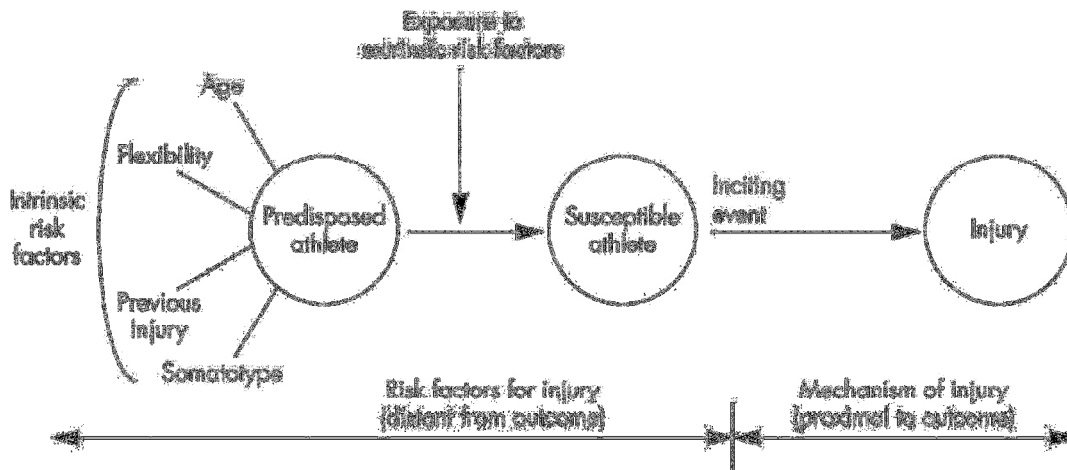 Exposure to
extrinsic risk factors
Age
Flexibility
Intrinsic
risk
factors
Previous
Injury
Somatotype
Predisposed
athlete
Susceptible
athlete
Inciting
event
Injury
Risk factors for injury
(distant from outcome)
Mechanism of injury
(proximal to outcome)